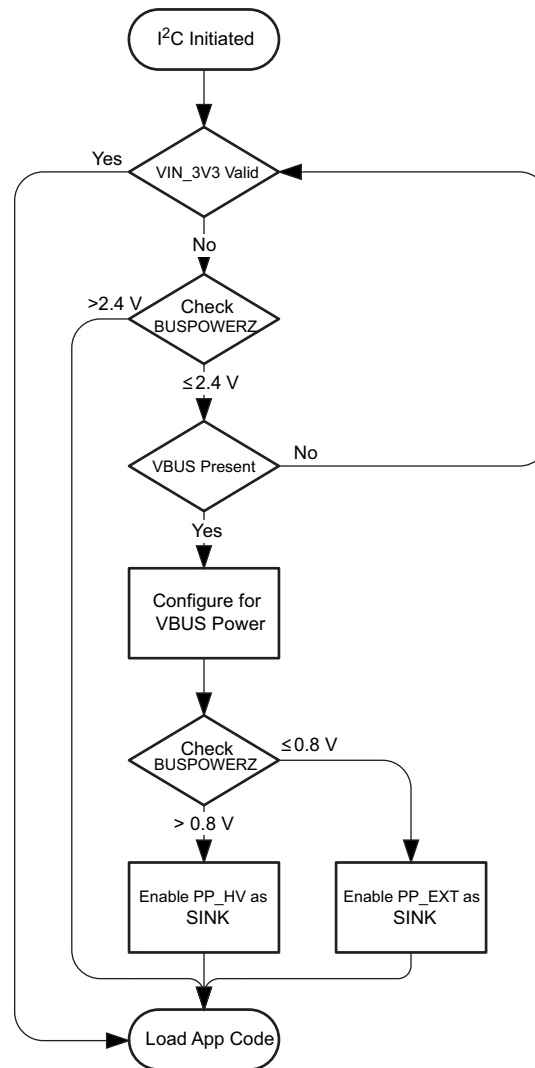 I²C Initiated
Yes
VIN_3V3 Valid
No
>2.4 V
Check
BUSPOWERZ
≤2.4 V
VBUS Present
No
Yes
Configure for
VBUS Power
Check
BUSPOWERZ
≤0.8 V
> 0.8 V
Enable PP_HV as
SINK
Enable PP_EXT as
SINK
Load App Code